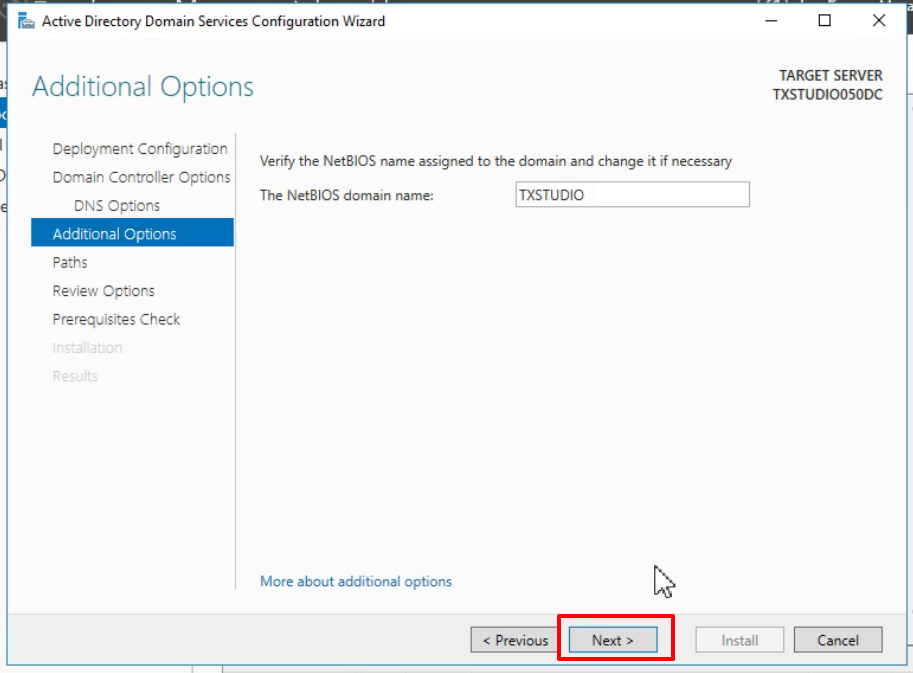 Active Directory Domain Services Configuration Wizard
Additional Options
TARGET SERVER
TXSTUDIO050DC
Deployment Configuration
Domain Controller Options
DNS Options
Additional Options
Paths
Review Options
Prerequisites Check
Installation
Results
Verify the NetBIOS name assigned to the domain and change it if necessary
The NetBIOS domain name:
TXSTUDIO
More about additional options
< Previous
Next >
Install
Cancel